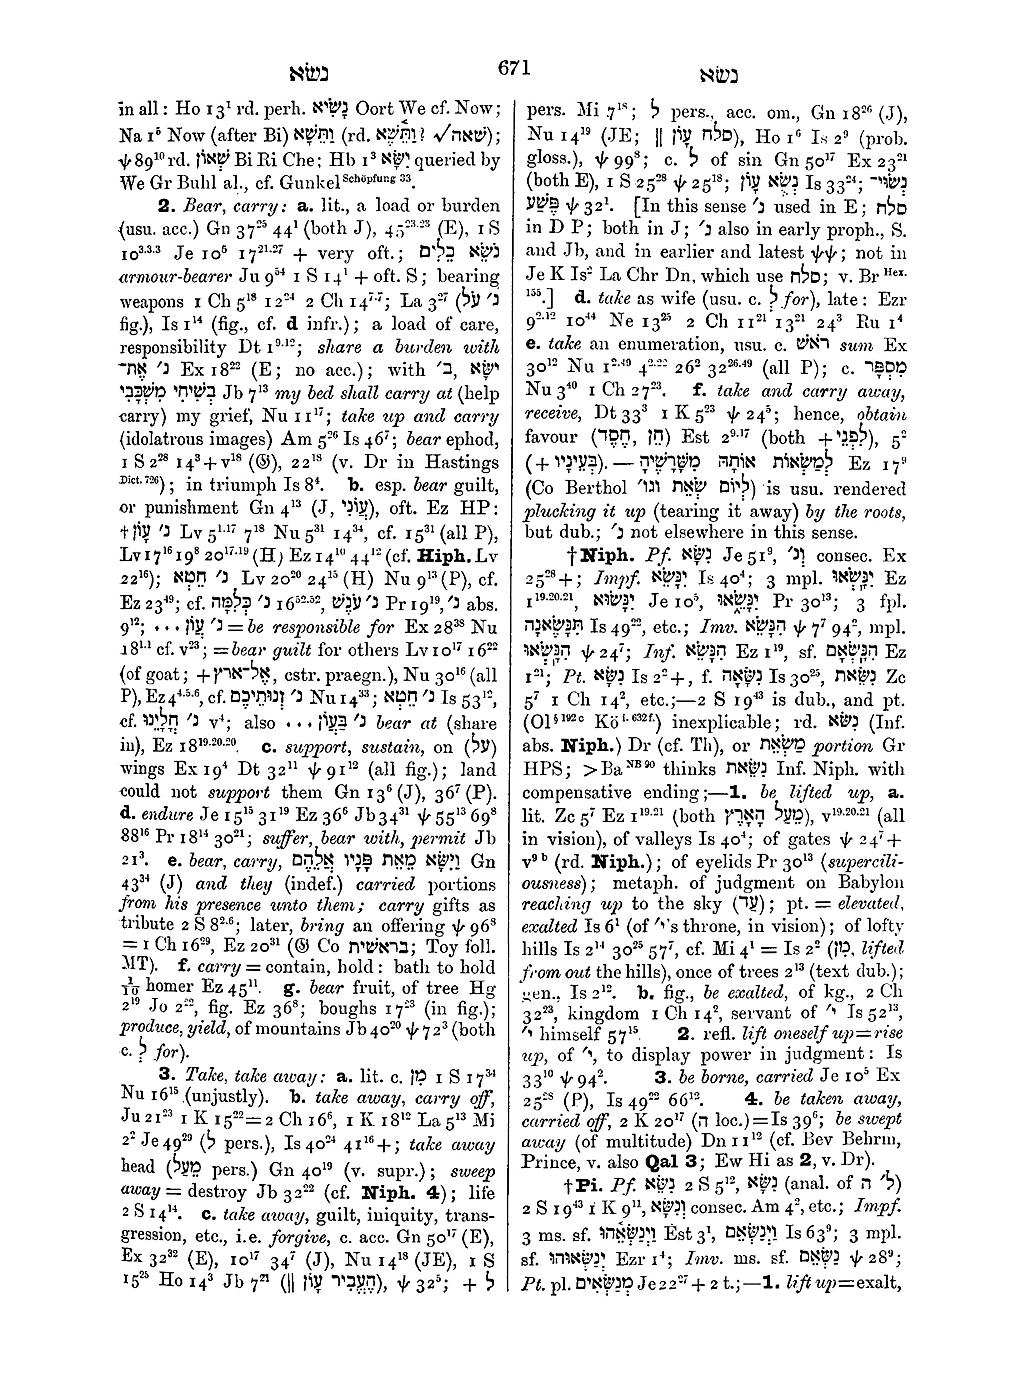 נשׂא 671 נשׂא
in all : Ho 13¹ rd. perh. נָשִׂיא Oort We cf. Now;
Na 1⁵ Now (after Bi) וַתִּשָּׁא (rd. וַתֵּשָׁא? √שאה);
ψ 89¹⁰ rd. שְׁאוֹן Bi Ri Che; Hb 1³ יִשָּׂא queried by
We Gr Buhl al., cf. Gunkel Schöpfung 33.
2. Bear, carry: a. lit., a load or burden
(usu. acc.) Gn 37²⁵ 44¹ (both J), 45²³·²³ (E), 1 S
10³·³·³ Je 10⁵ 17²¹·²⁷ + very oft.; נֹשֵׂא כֵלִים
armour-bearer Ju 9⁵⁴ 1 S 14¹ + oft. S; bearing
weapons 1 Ch 5¹⁸ 12²⁴ 2 Ch 14⁷·⁷; La 3²⁷ (נ׳ עֹל
fig.), Is 1¹⁴ (fig., cf. d infr.); a load of care,
responsibility Dt 1⁹·¹²; share a burden with
נ׳ אֶת־ Ex 18²² (E; no acc.); with ב׳, יִשָּׂא
בְשִׂיחִי מִשְׁכָּבִי Jb 7¹³ my bed shall carry at (help
carry) my grief, Nu 11¹⁷; take up and carry
(idolatrous images) Am 5²⁶ Is 46⁷; bear ephod,
1 S 2²⁸ 14³ + v¹⁸ (𝔊), 22¹⁸ (v. Dr in Hastings
Dict. 726); in triumph Is 8⁴. b. esp. bear guilt,
or punishment Gn 4¹³ (J, עֲוֹנִי), oft. Ez HP:
†נ׳ עָוֹן Lv 5¹·¹⁷ 7¹⁸ Nu 5³¹ 14³⁴, cf. 15³¹ (all P),
Lv 17¹⁶ 19⁸ 20¹⁷·¹⁹ (H) Ez 14¹⁰ 44¹² (cf. Hiph. Lv
22¹⁶); נ׳ חֵטְא Lv 20²⁰ 24¹⁵ (H) Nu 9¹³ (P), cf.
Ez 23⁴⁹; cf. נ׳ כְּלִמָּה 16⁵²·⁵², נ׳ עֹנֶשׁ Pr 19¹⁹, נ׳ abs.
9¹²; נ׳ עֲוֹן ... = be responsible for Ex 28³⁸ Nu
18¹·¹ cf. v²³; = bear guilt for others Lv 10¹⁷ 16²²
(of goat; + אֶל־ארץ, cstr. praegn.), Nu 30¹⁶ (all
P), Ez 4⁴·⁵·⁶, cf. נ׳ זְנוּתֵיכֶם Nu 14³³; נ׳ חֵטְא Is 53¹²,
cf. נ׳ חֳלָיֵנוּ v⁴; also נ׳ בַּעֲוֹן ... bear at (share
in), Ez 18¹⁹·²⁰·²⁰. c. support, sustain, on (עַל)
wings Ex 19⁴ Dt 32¹¹ ψ 91¹² (all fig.); land
could not support them Gn 13⁶ (J), 36⁷ (P).
d. endure Je 15¹⁵ 31¹⁹ Ez 36⁶ Jb 34³¹ ψ 55¹³ 69⁸
88¹⁶ Pr 18¹⁴ 30²¹; suffer, bear with, permit Jb
21³. e. bear, carry, וַיִּשָּׂא מַשְׂאֹת מֵאֵת פָּנָיו אֲלֵהֶם Gn
43³⁴ (J) and they (indef.) carried portions
from his presence unto them; carry gifts as
tribute 2 S 8²·⁶; later, bring an offering ψ 96⁸
= 1 Ch 16²⁹, Ez 20³¹ (𝔊 Co בראשית; Toy foll.
MT). f. carry = contain, hold: bath to hold
1/10 homer Ez 45¹¹. g. bear fruit, of tree Hg
2¹⁹ Jo 2²², fig. Ez 36⁸; boughs 17²³ (in fig.);
produce, yield, of mountains Jb 40²⁰ ψ 72³ (both
c. לְ for).
3. Take, take away: a. lit. c. מִן 1 S 17³⁴
Nu 16¹⁵ (unjustly). b. take away, carry off,
Ju 21²³ 1 K 15²² = 2 Ch 16⁶, 1 K 18¹² La 5¹³ Mi
2² Je 49²⁹ (לְ pers.), Is 40²⁴ 41¹⁶ +; take away
head (מֵעַל pers.) Gn 40¹⁹ (v. supr.); sweep
away = destroy Jb 32²² (cf. Niph. 4); life
2 S 14¹⁴. c. take away, guilt, iniquity, trans-
gression, etc., i.e. forgive, c. acc. Gn 50¹⁷ (E),
Ex 32³² (E), 10¹⁷ 34⁷ (J), Nu 14¹⁸ (JE), 1 S
15²⁵ Ho 14³ Jb 7²¹ (‖ הֶעֱבִיר עָוֹן), ψ 32⁵; + לְ
pers. Mi 7¹⁸; לְ pers., acc. om., Gn 18²⁶ (J),
Nu 14¹⁹ (JE; ‖ סלח עָוֹן), Ho 1⁶ Is 2⁹ (prob.
gloss.), ψ 99⁸; c. לְ of sin Gn 50¹⁷ Ex 23²¹
(both E), 1 S 25²⁸ ψ 25¹⁸; נְשֻׂא עָוֹן Is 33²⁴; נְשׂוּי־
פֶּשַׁע ψ 32¹. [In this sense נ׳ used in E; סלח
in D P; both in J; נ׳ also in early proph., S.
and Jb, and in earlier and latest ψψ; not in
Je K Is² La Chr Dn, which use סלח; v. Br Hex.
155.] d. take as wife (usu. c. לְ for), late: Ezr
9²·¹² 10⁴⁴ Ne 13²⁵ 2 Ch 11²¹ 13²¹ 24³ Ru 1⁴
e. take an enumeration, usu. c. רֹאשׁ sum Ex
30¹² Nu 1²·⁴⁹ 4²·²² 26² 32²⁶·⁴⁹ (all P); c. מִסְפָּר
Nu 3⁴⁰ 1 Ch 27²³. f. take and carry away,
receive, Dt 33³ 1 K 5²³ ψ 24⁵; hence, obtain
favour (חֵן, חֶסֶד) Est 2⁹·¹⁷ (both + לְפָנָי), 5²
(+ בְּעֵינָיו).—לְמַשְׂאוֹת אוֹתָהּ מִשָּׁרָשֶׁיהָ Ez 17⁹
(Co Berthol לְיוֹם שְׂאֵת וגו׳) is usu. rendered
plucking it up (tearing it away) by the roots,
but dub.; נ׳ not elsewhere in this sense.
†Niph. Pf. נִשָּׂא Je 51⁹, וְנ׳ consec. Ex
25²⁸ +; Impf. יִנָּשֵׂא Is 40⁴; 3 mpl. יִנָּשְׂאוּ Ez
1¹⁹·²⁰·²¹, יִנָּשׂוּא Je 10⁵, יִנָּשֵׂאוּ Pr 30¹³; 3 fpl.
תִּנָּשֶׂאנָה Is 49²², etc.; Imv. הִנָּשֵׂא ψ 7⁷ 94², mpl.
הִנָּשְׂאוּ ψ 24⁷; Inf. הִנָּשֵׂא Ez 1¹⁹, sf. הִנָּשְׂאָם Ez
1²¹; Pt. נִשָּׂא Is 2² +, f. נִשָּׂאָה Is 30²⁵, נִשֵּׂאת Zc
5⁷ 1 Ch 14², etc.;—2 S 19⁴³ is dub., and pt.
(Ol § 192 c Kö i. 632 f.) inexplicable; rd. נִשֹּׂא (Inf.
abs. Niph.) Dr (cf. Th), or מַשְׂאֵת portion Gr
HPS; > Ba NB 90 thinks נִשֵּׂאת Inf. Niph. with
compensative ending;—1. be lifted up, a.
lit. Zc 5⁷ Ez 1¹⁹·²¹ (both מֵעַל הָאָרֶץ), v¹⁹·²⁰·²¹ (all
in vision), of valleys Is 40⁴; of gates ψ 24⁷ +
v⁹ᵇ (rd. Niph.); of eyelids Pr 30¹³ (supercili-
ousness); metaph. of judgment on Babylon
reaching up to the sky (עַד); pt. = elevated,
exalted Is 6¹ (of י׳'s throne, in vision); of lofty
hills Is 2¹⁴ 30²⁵ 57⁷, cf. Mi 4¹ = Is 2² (מִן, lifted
from out the hills), once of trees 2¹³ (text dub.);
gen., Is 2¹². b. fig., be exalted, of kg., 2 Ch
32²³, kingdom 1 Ch 14², servant of י׳ Is 52¹³,
י׳ himself 57¹⁵. 2. refl. lift oneself up = rise
up, of י׳, to display power in judgment: Is
33¹⁰ ψ 94². 3. be borne, carried Je 10⁵ Ex
25²⁸ (P), Is 49²² 66¹². 4. be taken away,
carried off, 2 K 20¹⁷ (ה loc.) = Is 39⁶; be swept
away (of multitude) Dn 11¹² (cf. Bev Behrm,
Prince, v. also Qal 3; Ew Hi as 2, v. Dr).
†Pi. Pf. נִשֵּׂא 2 S 5¹², נִשָּׂא (anal. of ל׳ ה)
2 S 19⁴³ 1 K 9¹¹, וְנִשָּׂא consec. Am 4², etc.; Impf.
3 ms. sf. וַיְנַשְּׂאֵהוּ Est 3¹, וַיְנַשְּׂאֵם Is 63⁹; 3 mpl.
sf. יְנַשְּׂאוּהוּ Ezr 1⁴; Imv. ms. sf. נַשְּׂאֵם ψ 28⁹;
Pt. pl. מְנַשְּׂאִים Je 22²⁷ + 2 t.;—1. lift up = exalt,